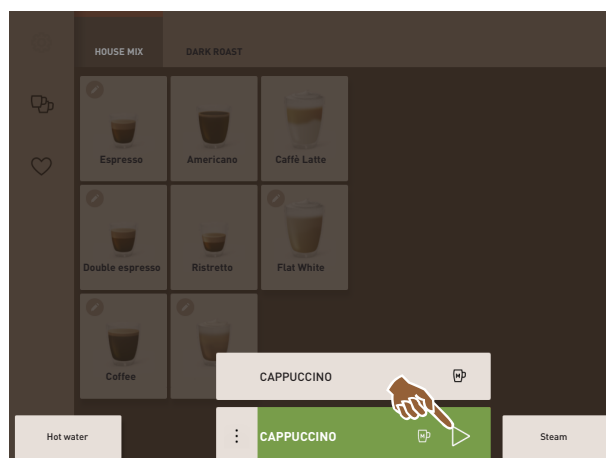 HOUSE MIX DARK ROAST
Espresso Americano Caffè Latte
Double espresso Ristretto Flat White
Coffee
CAPPUCCINO M
Hot water CAPPUCCINO M Steam